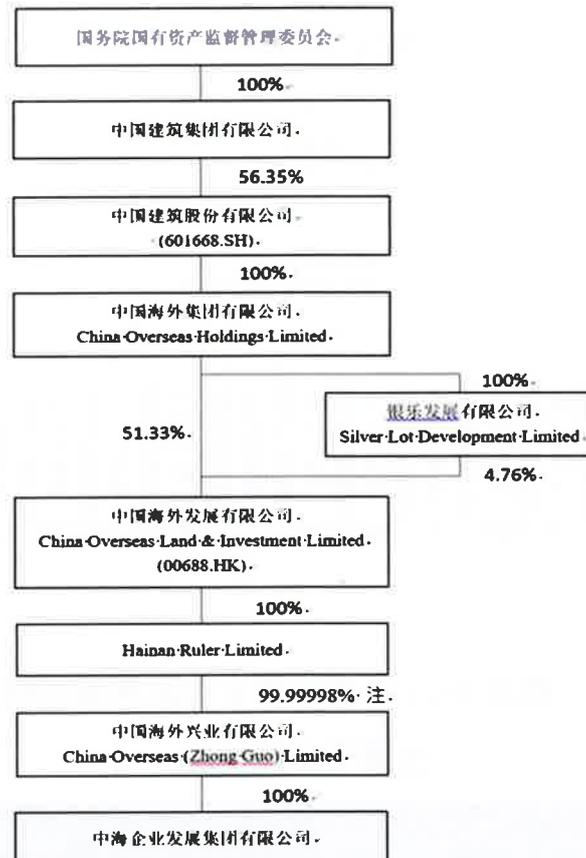 国务院国有资产监督管理委员会
100%
中国建筑集团有限公司
56.35%
中国建筑股份有限公司
(601668.SH)
100%
中国海外集团有限公司
China Overseas Holdings Limited
100%
银乐发展有限公司
Silver Lot Development Limited
51.33%
4.76%
中国海外发展有限公司
China Overseas Land & Investment Limited
(00688.HK)
100%
Hainan Ruler Limited
99.99998% 注
中国海外兴业有限公司
China Overseas (Zhong Guo) Limited
100%
中海企业发展集团有限公司